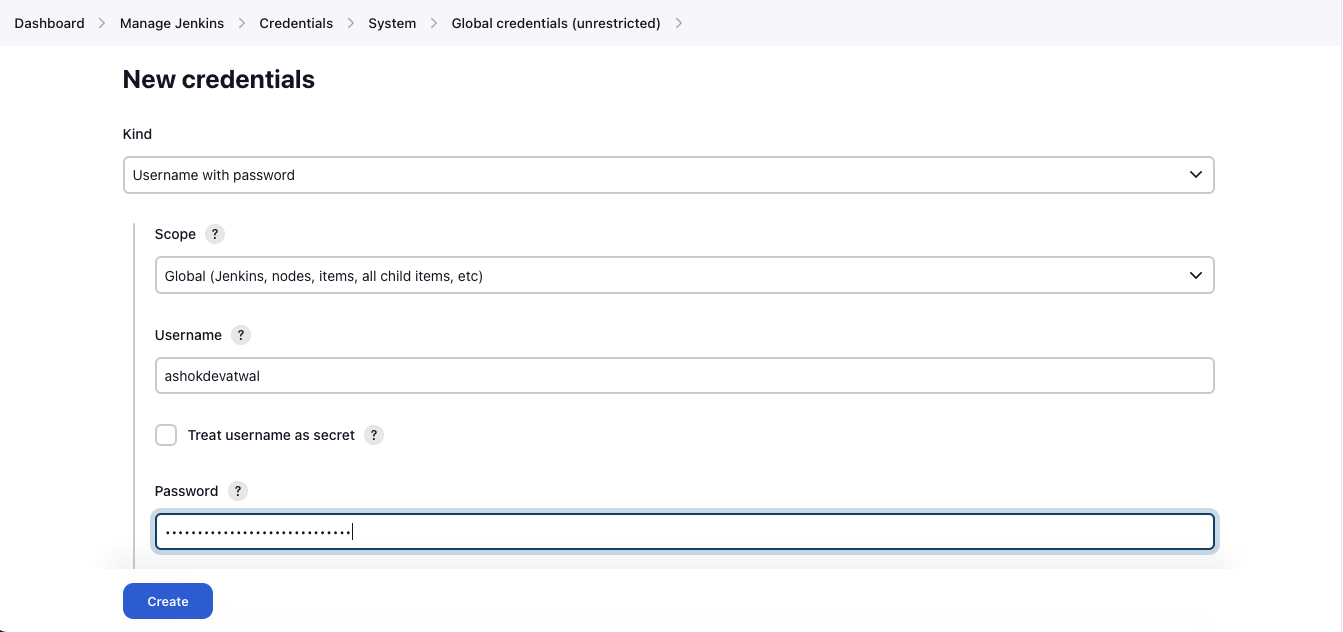 Dashboard > Manage Jenkins > Credentials > System > Global credentials (unrestricted) >
New credentials
Kind
Username with password
Scope ?
Global (Jenkins, nodes, items, all child items, etc)
Username ?
ashokdevatwal
Treat username as secret ?
Password ?
•••••••••••••••••••••••••••••
Create